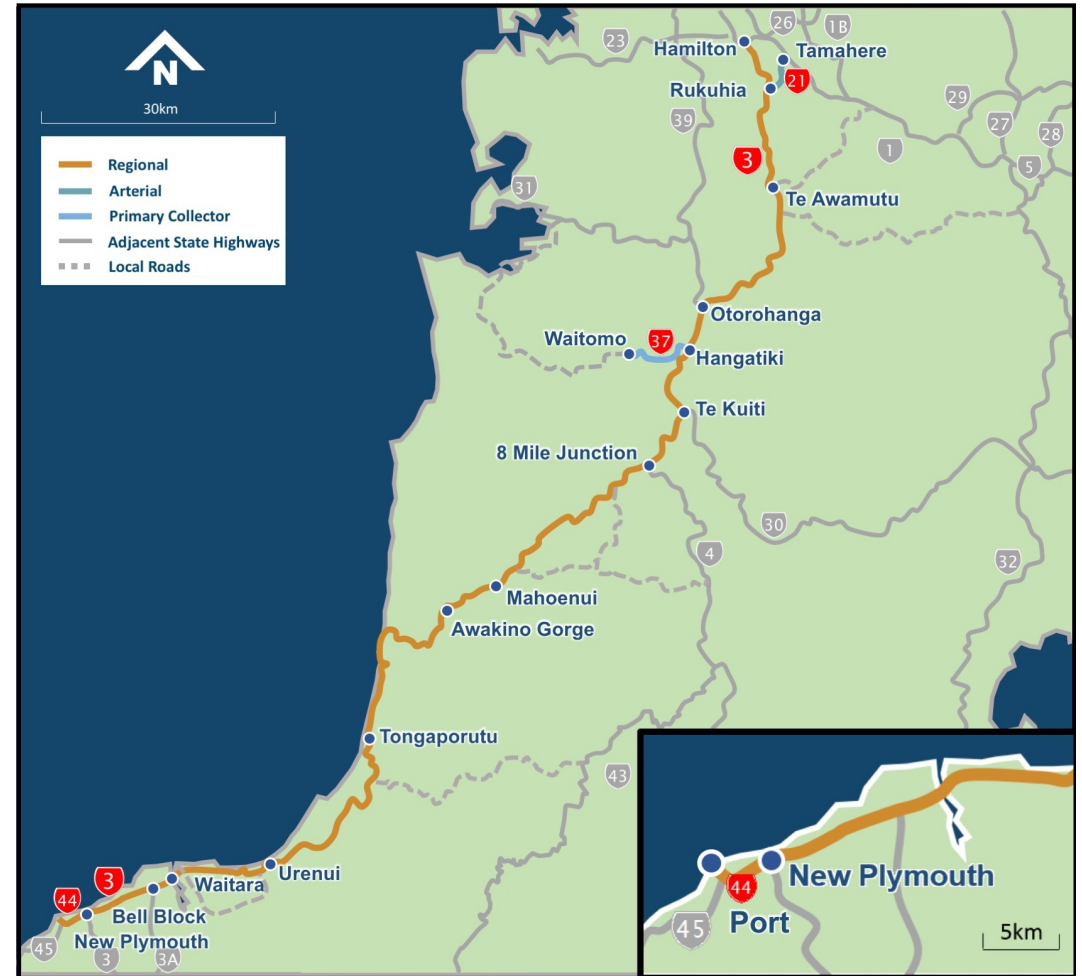 N
30km
Regional
Arterial
Primary Collector
Adjacent State Highways
Local Roads
23
26
1B
Hamilton
Tamahere
Rukuhia
21
29
39
27
28
3
1
5
31
Te Awamutu
Otorohanga
Waitomo
37
Hangatiki
Te Kuiti
8 Mile Junction
30
4
32
Mahoenui
Awakino Gorge
Tongaporutu
43
Urenui
Waitara
3
44
Bell Block
New Plymouth
45
3
3A
New Plymouth
44
Port
45
5km